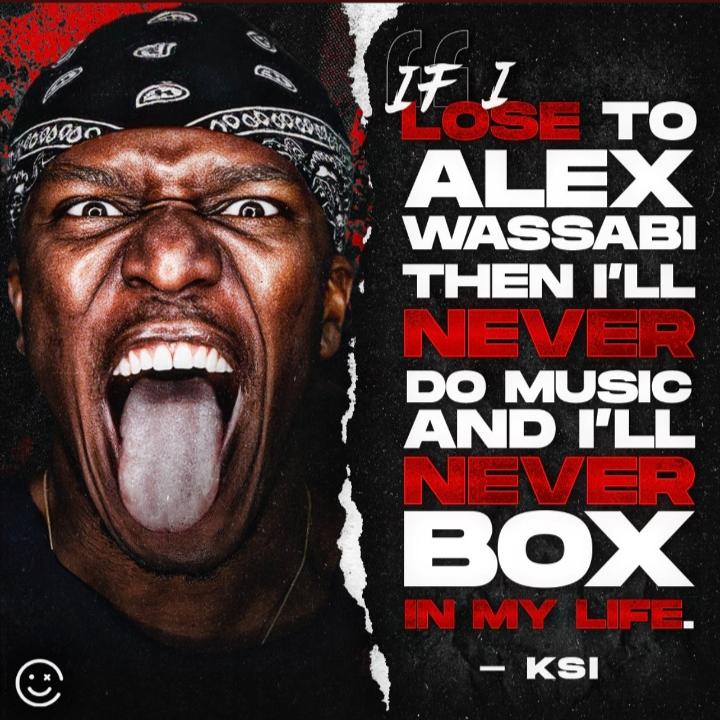 IF I
LOSE TO
ALEX
WASSABI
THEN I'LL
NEVER
DO MUSIC
AND I'LL
NEVER
BOX
IN MY LIFE.
– KSI